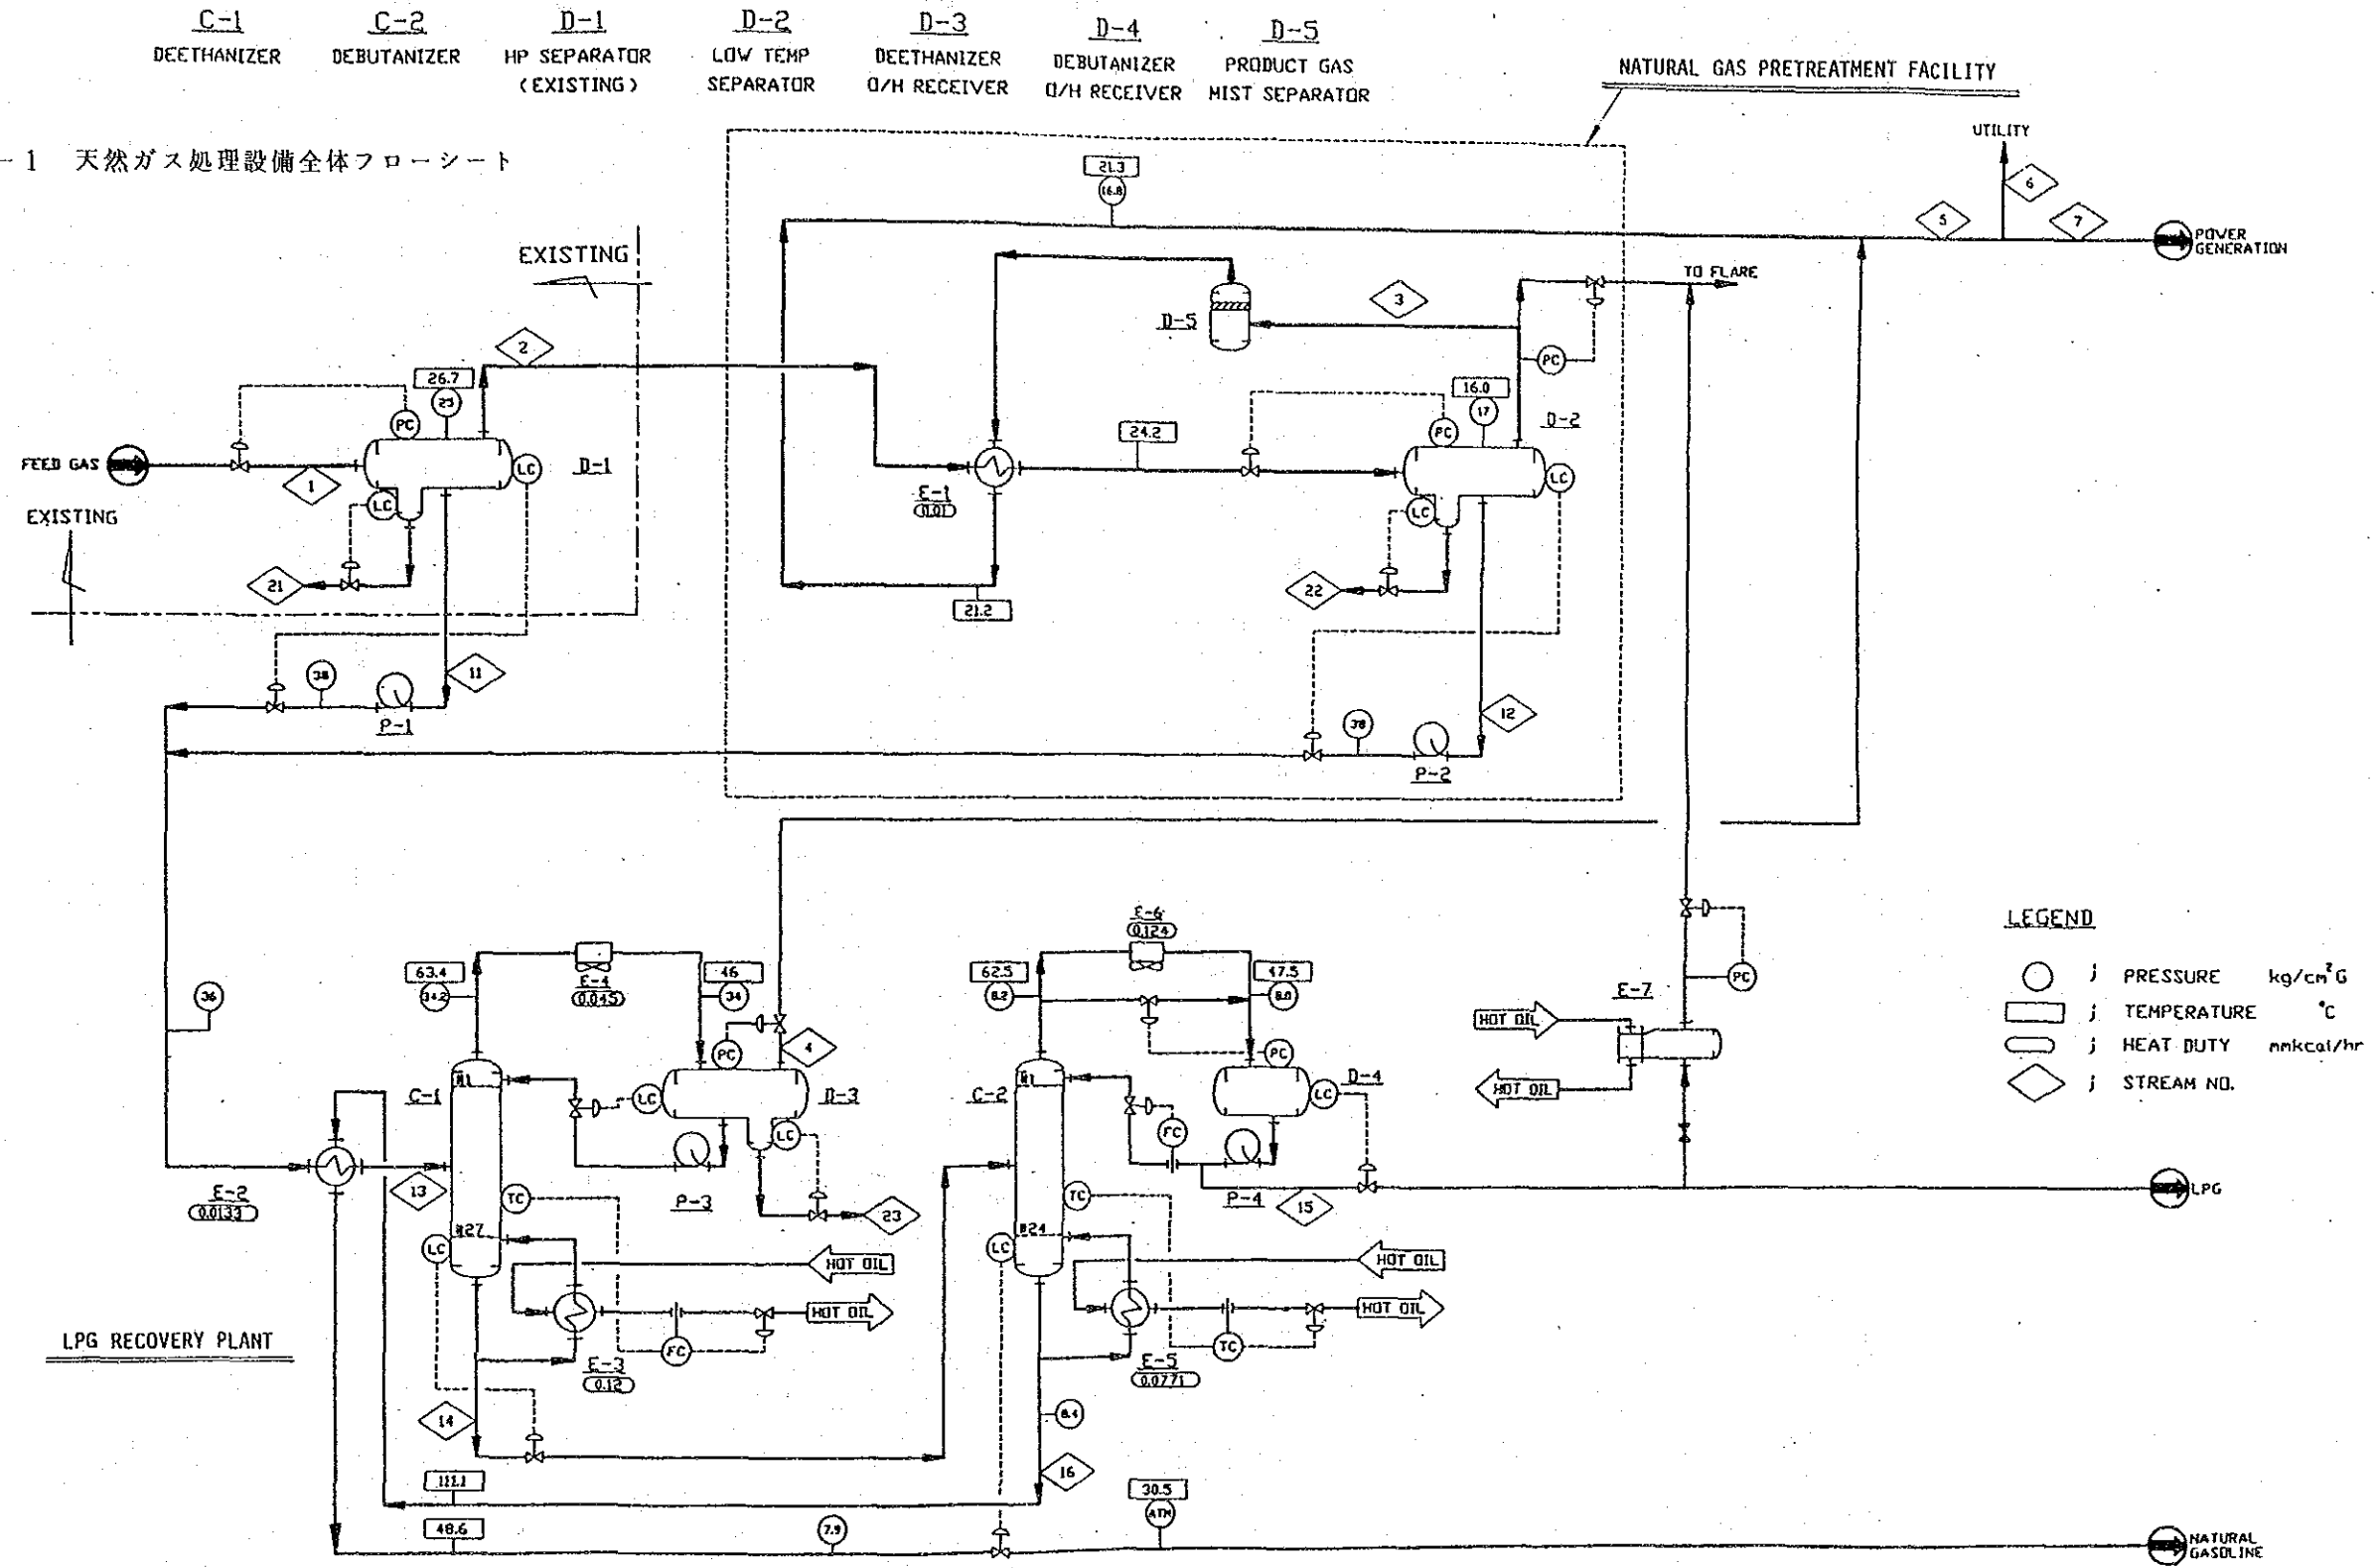 C-1
DEETHANIZER
C-2
DEBUTANIZER
D-1
HP SEPARATOR
(EXISTING)
D-2
LOW TEMP
SEPARATOR
D-3
DEETHANIZER
O/H RECEIVER
D-4
DEBUTANIZER
O/H RECEIVER
D-5
PRODUCT GAS
MIST SEPARATOR
NATURAL GAS PRETREATMENT FACILITY
-1 天然ガス処理設備全体フローシート
UTILITY
21.3
16.8
6
5
7
POWER
GENERATION
EXISTING
TO FLARE
3
D-5
2
PC
26.7
25
PC
16.0
17
D-2
PC
24.2
FEED GAS
LC
D-1
LC
1
LC
E-1
0.01
LC
EXISTING
21
22
21.2
38
11
P-1
12
38
P-2
LEGEND
PRESSURE kg/cm²G
TEMPERATURE °C
HEAT DUTY mmkcal/hr
STREAM NO.
E-6
0.124
63.4
34.2
E-4
0.045
46
34
62.5
8.2
47.5
8.0
36
E-7
PC
HOT OIL
HOT OIL
PC
4
PC
#1
C-1
LC
D-3
LC
#1
C-2
FC
D-4
LC
E-2
0.0133
13
TC
P-3
23
TC
P-4
15
LPG
#27
LC
#24
LC
HOT OIL
HOT OIL
HOT OIL
HOT OIL
FC
E-3
0.12
TC
E-5
0.0771
LPG RECOVERY PLANT
14
8.4
16
111.1
30.5
ATM
48.6
7.9
NATURAL
GASOLINE